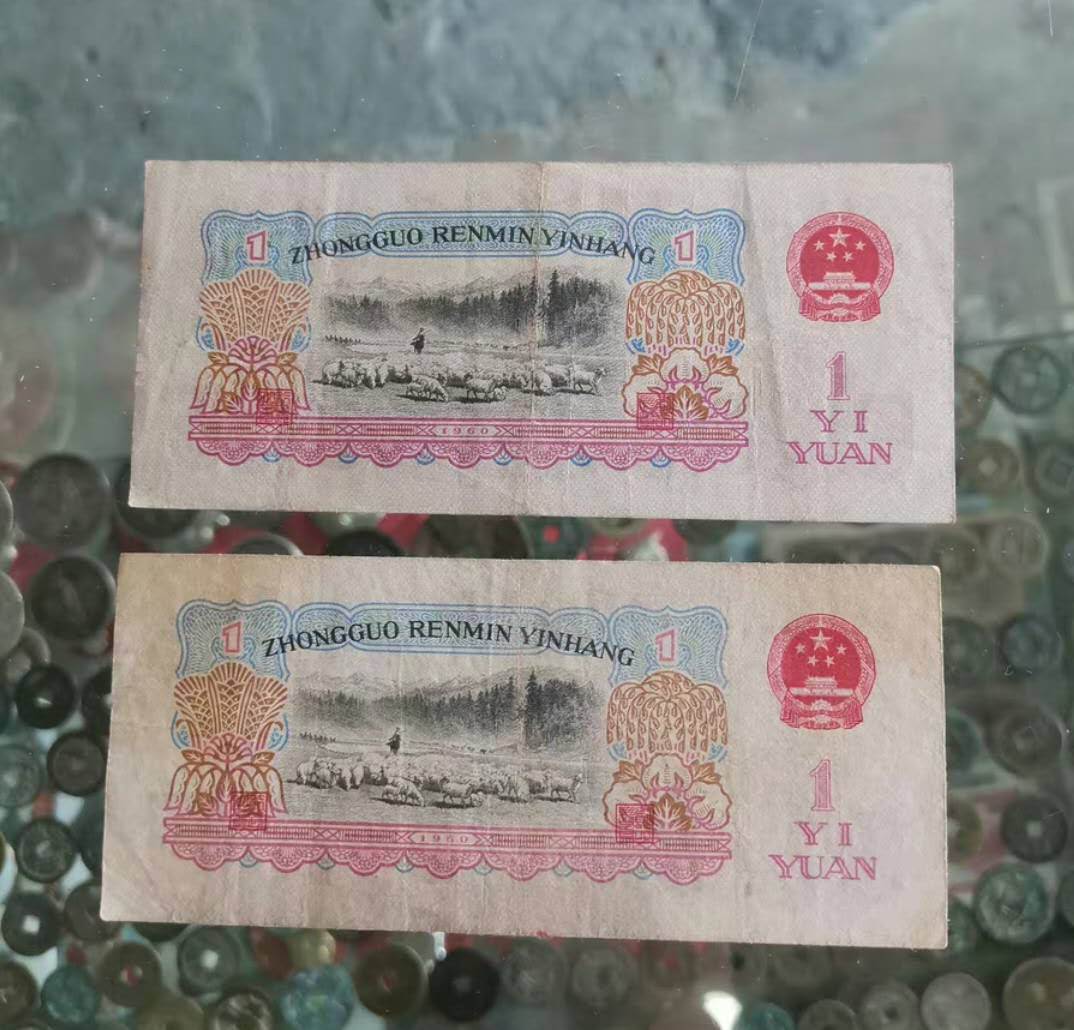 1 ZHONGGUO RENMIN YINHANG 1
1960
1
YI
YUAN
1 ZHONGGUO RENMIN YINHANG 1
1960
1
YI
YUAN